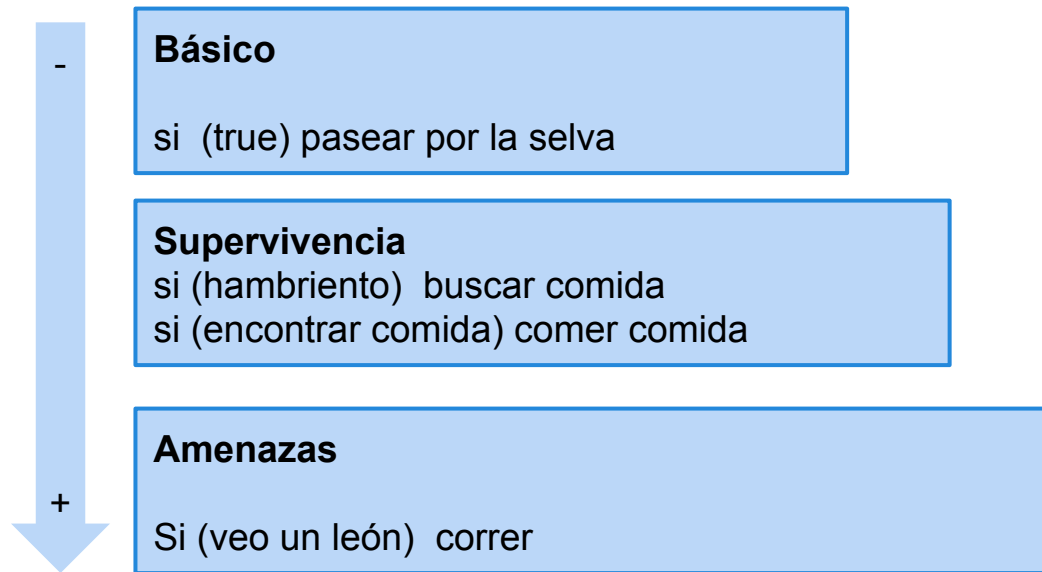 -
Básico
si (true) pasear por la selva
Supervivencia
si (hambriento) buscar comida
si (encontrar comida) comer comida
+
Amenazas
Si (veo un león) correr